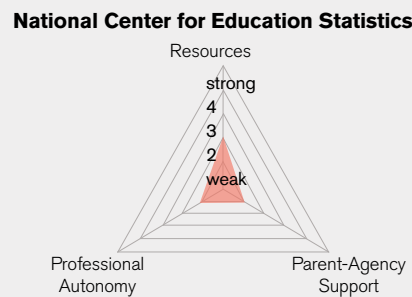 National Center for Education Statistics
Resources
strong
4
3
2
weak
Professional
Autonomy
Parent-Agency
Support